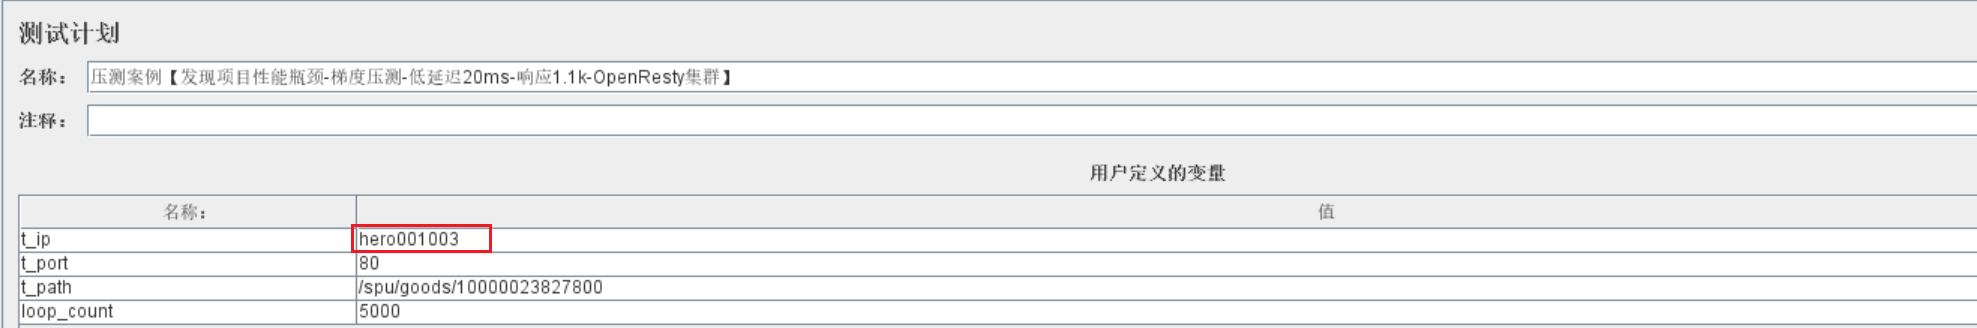 测试计划
名称： 压测案例【发现项目性能瓶颈-梯度压测-低延迟20ms-响应1.1k-OpenResty集群】
注释：
用户定义的变量
名称： 值
t_ip hero001003
t_port 80
t_path /spu/goods/10000023827800
loop_count 5000